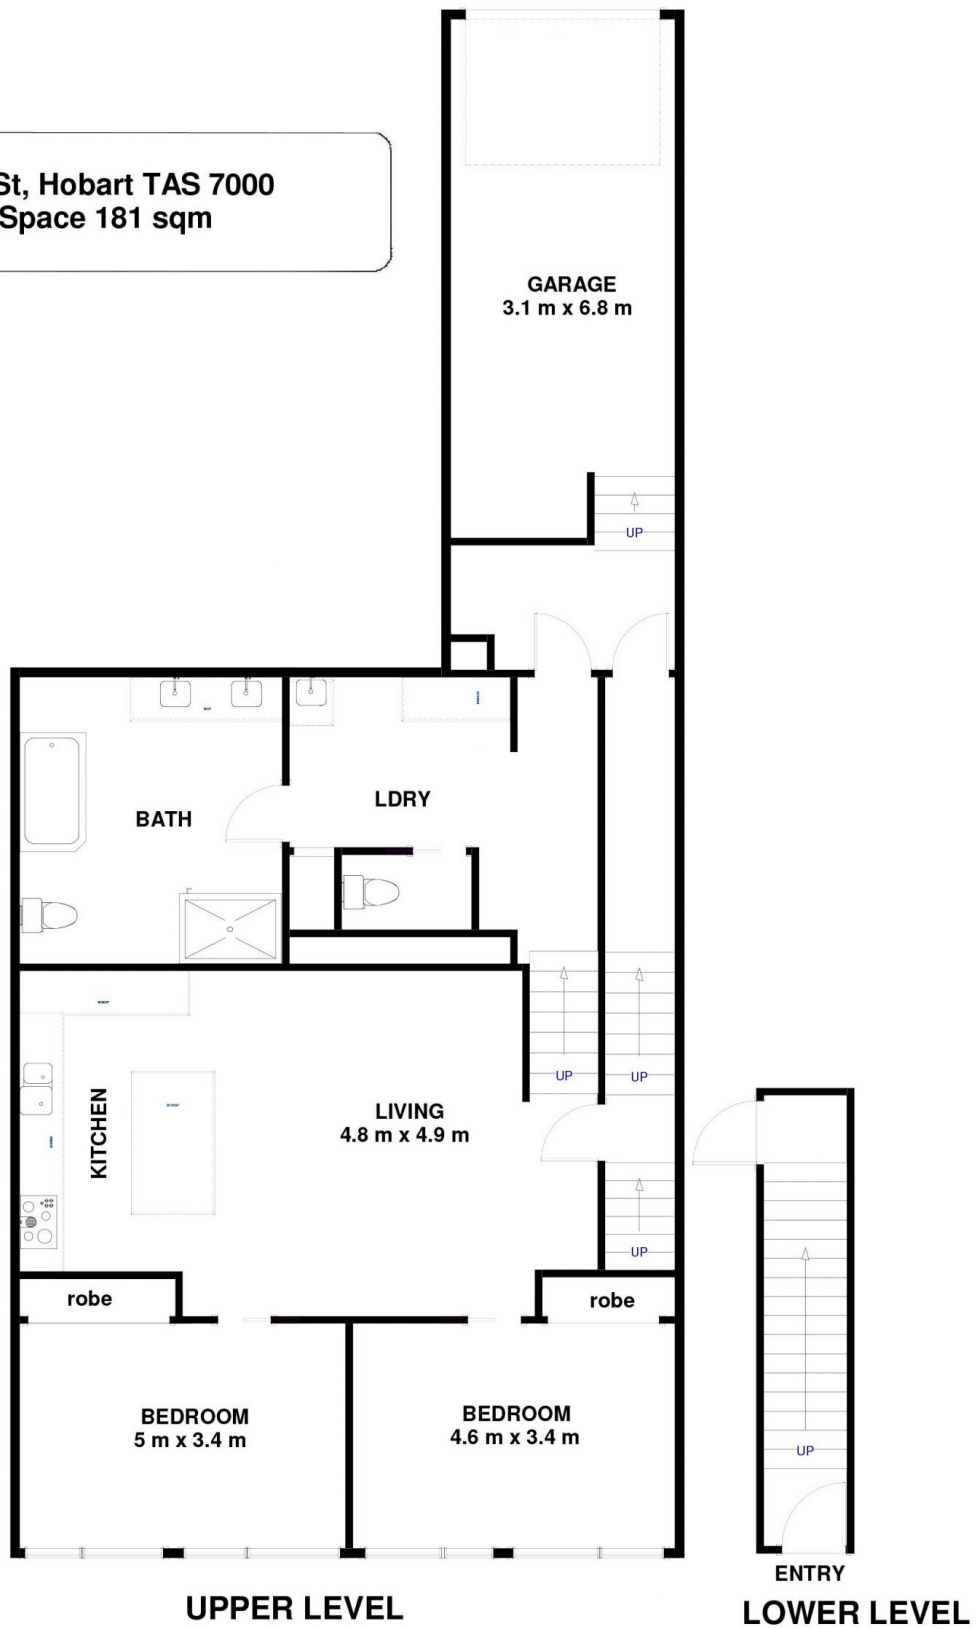 St, Hobart TAS 7000
Space 181 sqm
GARAGE
3.1 m x 6.8 m
UP
BATH
LDRY
UP
UP
KITCHEN
LIVING
4.8 m x 4.9 m
UP
robe
robe
BEDROOM
5 m x 3.4 m
BEDROOM
4.6 m x 3.4 m
UP
ENTRY
UPPER LEVEL
LOWER LEVEL